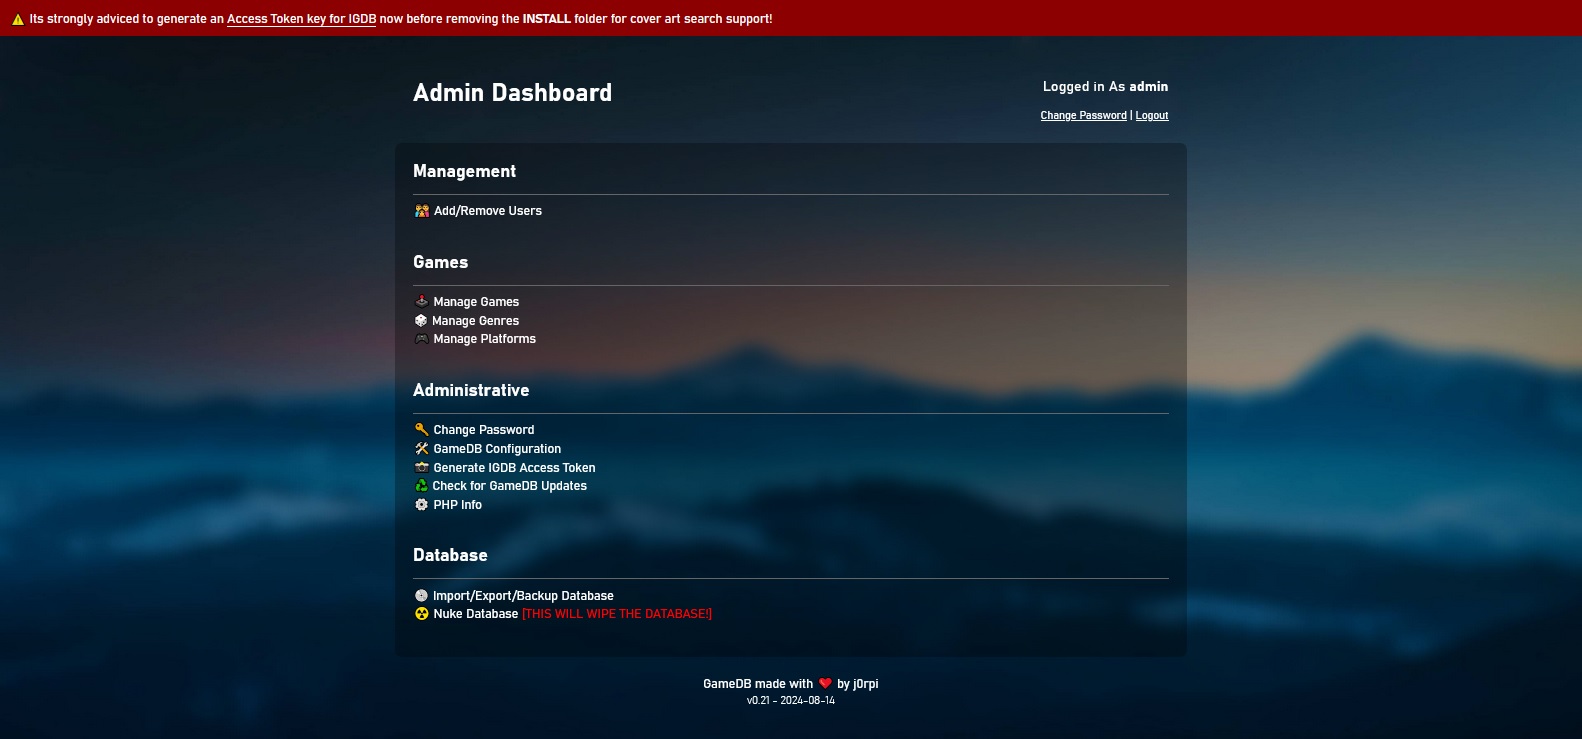 Its strongly adviced to generate an Access Token key for IGDB now before removing the INSTALL folder for cover art search support!
Admin Dashboard
Logged in As admin
Change Password | Logout
Management
Add/Remove Users
Games
Manage Games
Manage Genres
Manage Platforms
Administrative
Change Password
GameDB Configuration
Generate IGDB Access Token
Check for GameDB Updates
PHP Info
Database
Import/Export/Backup Database
Nuke Database [THIS WILL WIPE THE DATABASE!]
GameDB made with ❤ by j0rpi
v0.21 - 2024-08-14